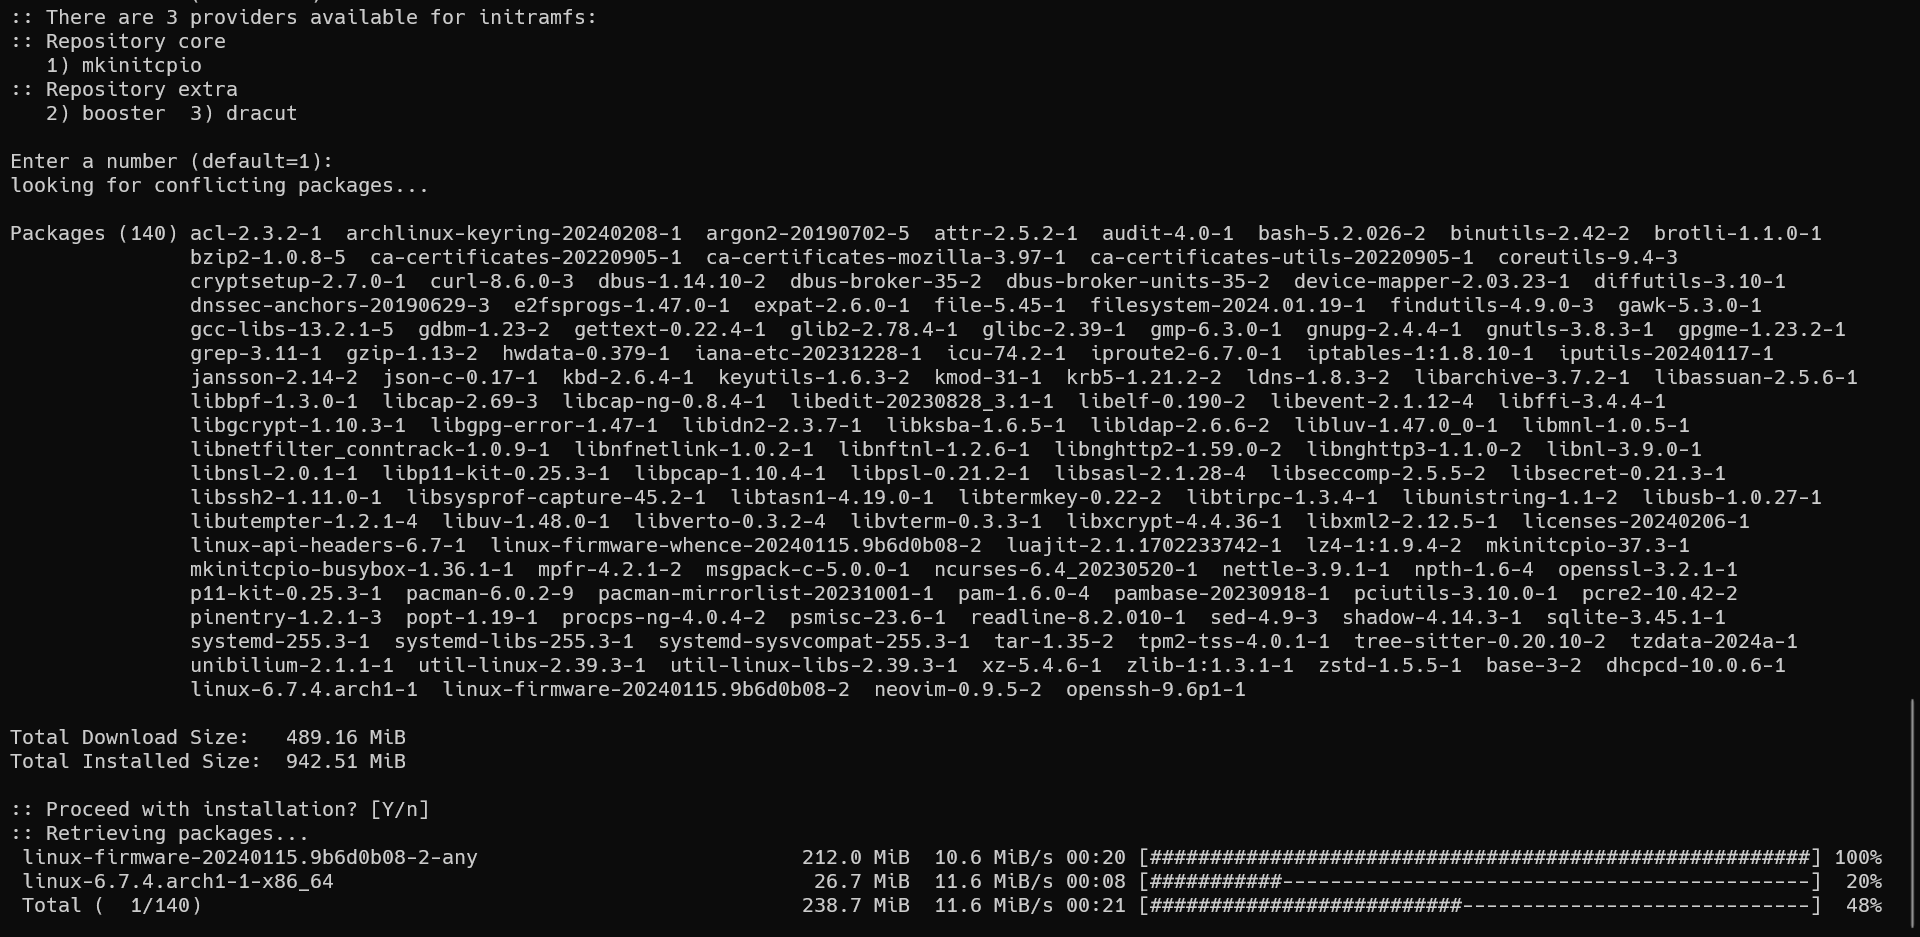 :: There are 3 providers available for initramfs:
:: Repository core
   1) mkinitcpio
:: Repository extra
   2) booster  3) dracut

Enter a number (default=1):
looking for conflicting packages...

Packages (140) acl-2.3.2-1  archlinux-keyring-20240208-1  argon2-20190702-5  attr-2.5.2-1  audit-4.0-1  bash-5.2.026-2  binutils-2.42-2  brotli-1.1.0-1
               bzip2-1.0.8-5  ca-certificates-20220905-1  ca-certificates-mozilla-3.97-1  ca-certificates-utils-20220905-1  coreutils-9.4-3
               cryptsetup-2.7.0-1  curl-8.6.0-3  dbus-1.14.10-2  dbus-broker-35-2  dbus-broker-units-35-2  device-mapper-2.03.23-1  diffutils-3.10-1
               dnssec-anchors-20190629-3  e2fsprogs-1.47.0-1  expat-2.6.0-1  file-5.45-1  filesystem-2024.01.19-1  findutils-4.9.0-3  gawk-5.3.0-1
               gcc-libs-13.2.1-5  gdbm-1.23-2  gettext-0.22.4-1  glib2-2.78.4-1  glibc-2.39-1  gmp-6.3.0-1  gnupg-2.4.4-1  gnutls-3.8.3-1  gpgme-1.23.2-1
               grep-3.11-1  gzip-1.13-2  hwdata-0.379-1  iana-etc-20231228-1  icu-74.2-1  iproute2-6.7.0-1  iptables-1:1.8.10-1  iputils-20240117-1
               jansson-2.14-2  json-c-0.17-1  kbd-2.6.4-1  keyutils-1.6.3-2  kmod-31-1  krb5-1.21.2-2  ldns-1.8.3-2  libarchive-3.7.2-1  libassuan-2.5.6-1
               libbpf-1.3.0-1  libcap-2.69-3  libcap-ng-0.8.4-1  libedit-20230828_3.1-1  libelf-0.190-2  libevent-2.1.12-4  libffi-3.4.4-1
               libgcrypt-1.10.3-1  libgpg-error-1.47-1  libidn2-2.3.7-1  libksba-1.6.5-1  libldap-2.6.6-2  libluv-1.47.0_0-1  libmnl-1.0.5-1
               libnetfilter_conntrack-1.0.9-1  libnfnetlink-1.0.2-1  libnftnl-1.2.6-1  libnghttp2-1.59.0-2  libnghttp3-1.1.0-2  libnl-3.9.0-1
               libnsl-2.0.1-1  libp11-kit-0.25.3-1  libpcap-1.10.4-1  libpsl-0.21.2-1  libsasl-2.1.28-4  libseccomp-2.5.5-2  libsecret-0.21.3-1
               libssh2-1.11.0-1  libsysprof-capture-45.2-1  libtasn1-4.19.0-1  libtermkey-0.22-2  libtirpc-1.3.4-1  libunistring-1.1-2  libusb-1.0.27-1
               libutempter-1.2.1-4  libuv-1.48.0-1  libverto-0.3.2-4  libvterm-0.3.3-1  libxcrypt-4.4.36-1  libxml2-2.12.5-1  licenses-20240206-1
               linux-api-headers-6.7-1  linux-firmware-whence-20240115.9b6d0b08-2  luajit-2.1.1702233742-1  lz4-1:1.9.4-2  mkinitcpio-37.3-1
               mkinitcpio-busybox-1.36.1-1  mpfr-4.2.1-2  msgpack-c-5.0.0-1  ncurses-6.4_20230520-1  nettle-3.9.1-1  npth-1.6-4  openssl-3.2.1-1
               p11-kit-0.25.3-1  pacman-6.0.2-9  pacman-mirrorlist-20231001-1  pam-1.6.0-4  pambase-20230918-1  pciutils-3.10.0-1  pcre2-10.42-2
               pinentry-1.2.1-3  popt-1.19-1  procps-ng-4.0.4-2  psmisc-23.6-1  readline-8.2.010-1  sed-4.9-3  shadow-4.14.3-1  sqlite-3.45.1-1
               systemd-255.3-1  systemd-libs-255.3-1  systemd-sysvcompat-255.3-1  tar-1.35-2  tpm2-tss-4.0.1-1  tree-sitter-0.20.10-2  tzdata-2024a-1
               unibilium-2.1.1-1  util-linux-2.39.3-1  util-linux-libs-2.39.3-1  xz-5.4.6-1  zlib-1:1.3.1-1  zstd-1.5.5-1  base-3-2  dhcpcd-10.0.6-1
               linux-6.7.4.arch1-1  linux-firmware-20240115.9b6d0b08-2  neovim-0.9.5-2  openssh-9.6p1-1

Total Download Size:   489.16 MiB
Total Installed Size:  942.51 MiB

:: Proceed with installation? [Y/n]
:: Retrieving packages...
 linux-firmware-20240115.9b6d0b08-2-any                           212.0 MiB  10.6 MiB/s 00:20 [#######################################################] 100%
 linux-6.7.4.arch1-1-x86_64                                        26.7 MiB  11.6 MiB/s 00:08 [###########--------------------------------------------]  20%
 Total (  1/140)                                                  238.7 MiB  11.6 MiB/s 00:21 [##########################-----------------------------]  48%